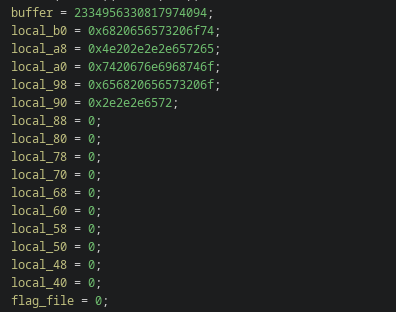 buffer = 2334956330817974094;
local_b0 = 0x6820656573206f74;
local_a8 = 0x4e202e2e2e657265;
local_a0 = 0x7420676e6968746f;
local_98 = 0x656820656573206f;
local_90 = 0x2e2e2e6572;
local_88 = 0;
local_80 = 0;
local_78 = 0;
local_70 = 0;
local_68 = 0;
local_60 = 0;
local_58 = 0;
local_50 = 0;
local_48 = 0;
local_40 = 0;
flag_file = 0;